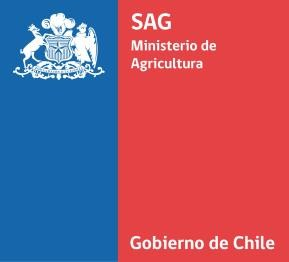 SAG
Ministerio de
Agricultura
Gobierno de Chile